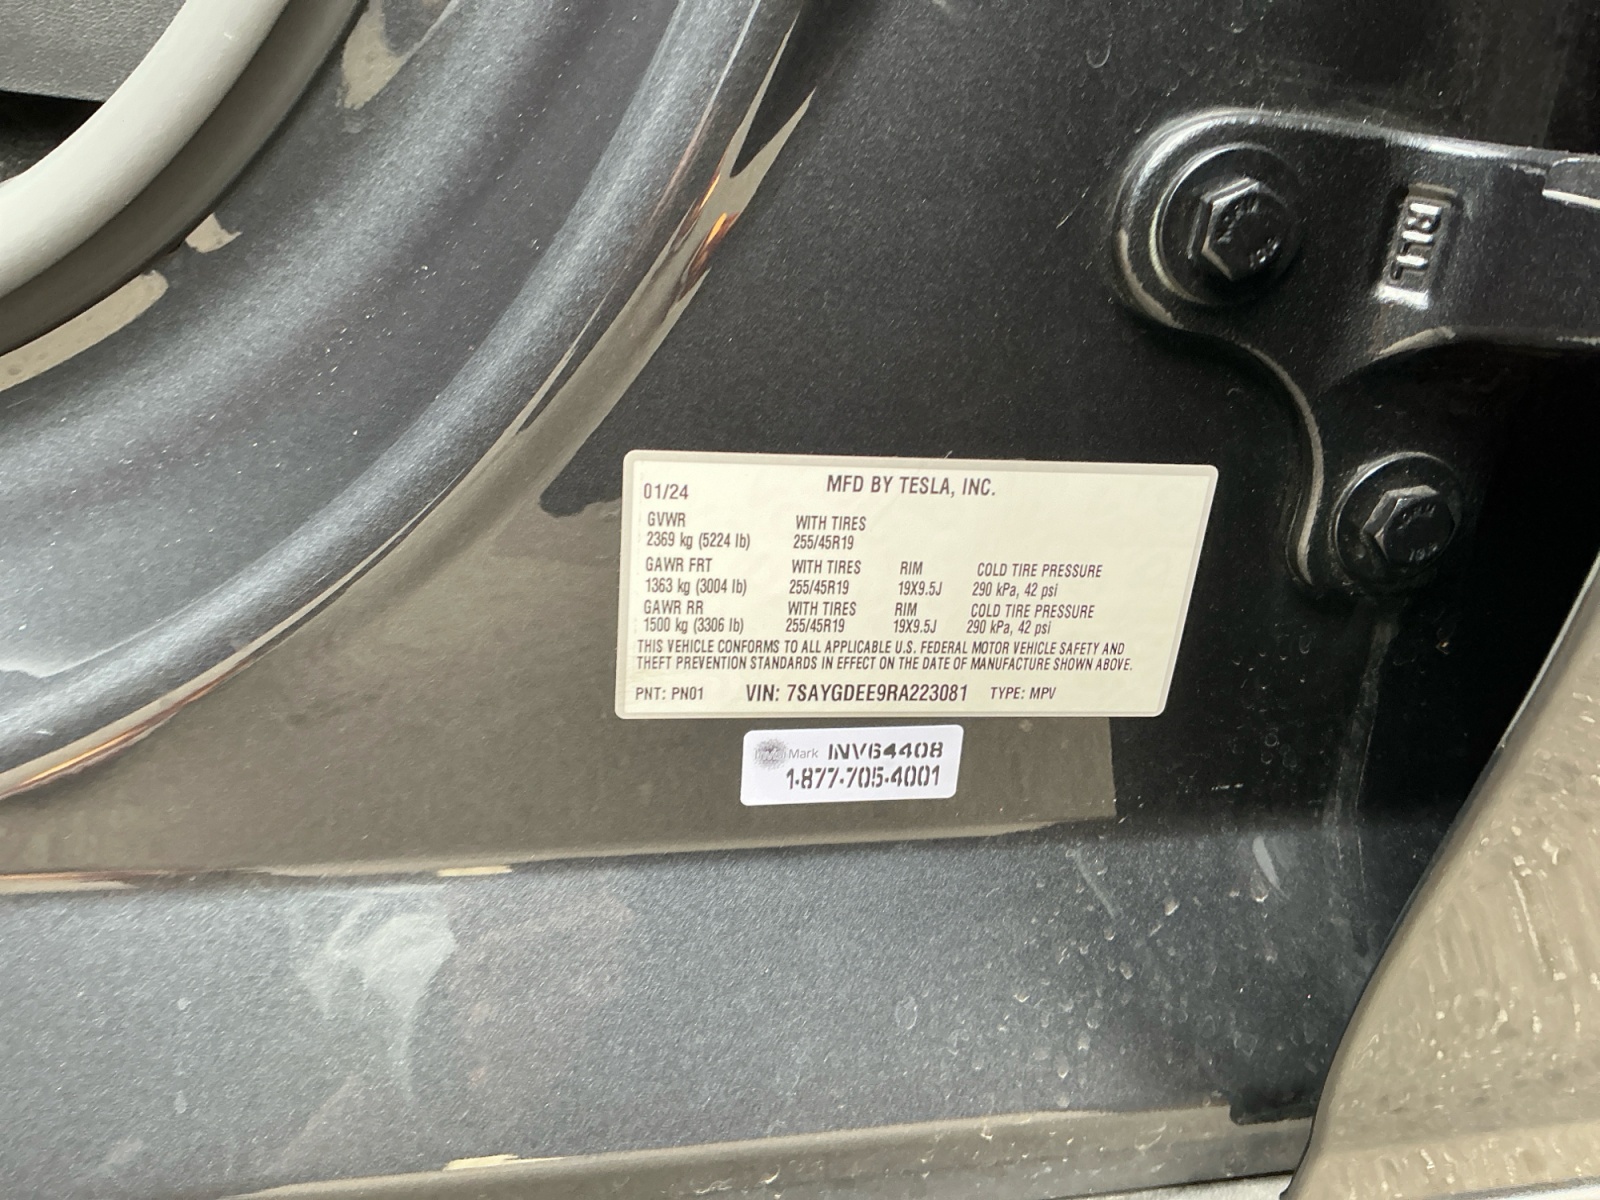 RLL
MFD BY TESLA, INC.
01/24
GVWR WITH TIRES
2369 kg (5224 lb) 255/45R19
GAWR FRT WITH TIRES RIM COLD TIRE PRESSURE
1363 kg (3004 lb) 255/45R19 19X9.5J 290 kPa, 42 psi
GAWR RR WITH TIRES RIM COLD TIRE PRESSURE
1500 kg (3306 lb) 255/45R19 19X9.5J 290 kPa, 42 psi
THIS VEHICLE CONFORMS TO ALL APPLICABLE U.S. FEDERAL MOTOR VEHICLE SAFETY AND
THEFT PREVENTION STANDARDS IN EFFECT ON THE DATE OF MANUFACTURE SHOWN ABOVE.
PNT: PN01 VIN: 7SAYGDEE9RA223081 TYPE: MPV
Mark INV64408
1-877-705-4001